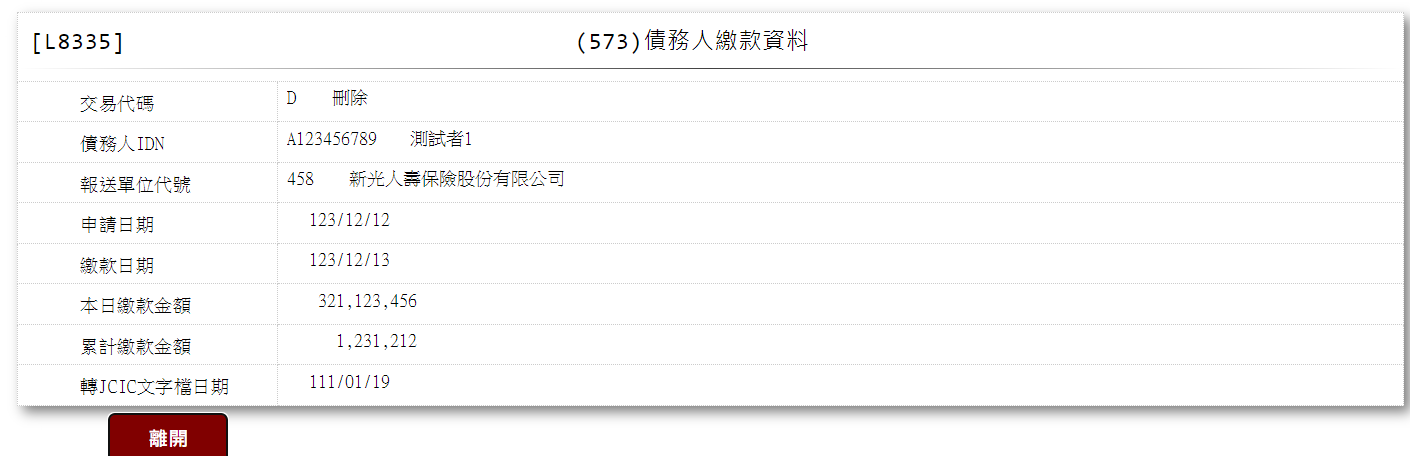 [L8335] (573)債務人繳款資料
交易代碼 D 刪除
債務人IDN A123456789 測試者1
報送單位代號 458 新光人壽保險股份有限公司
申請日期 123/12/12
繳款日期 123/12/13
本日繳款金額 321,123,456
累計繳款金額 1,231,212
轉JCIC文字檔日期 111/01/19
離開